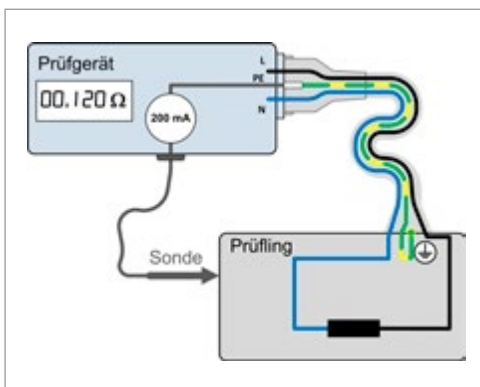 Prüfgerät
00.120 Ω
200 mA
L
PE
N
Sonde
Prüfling